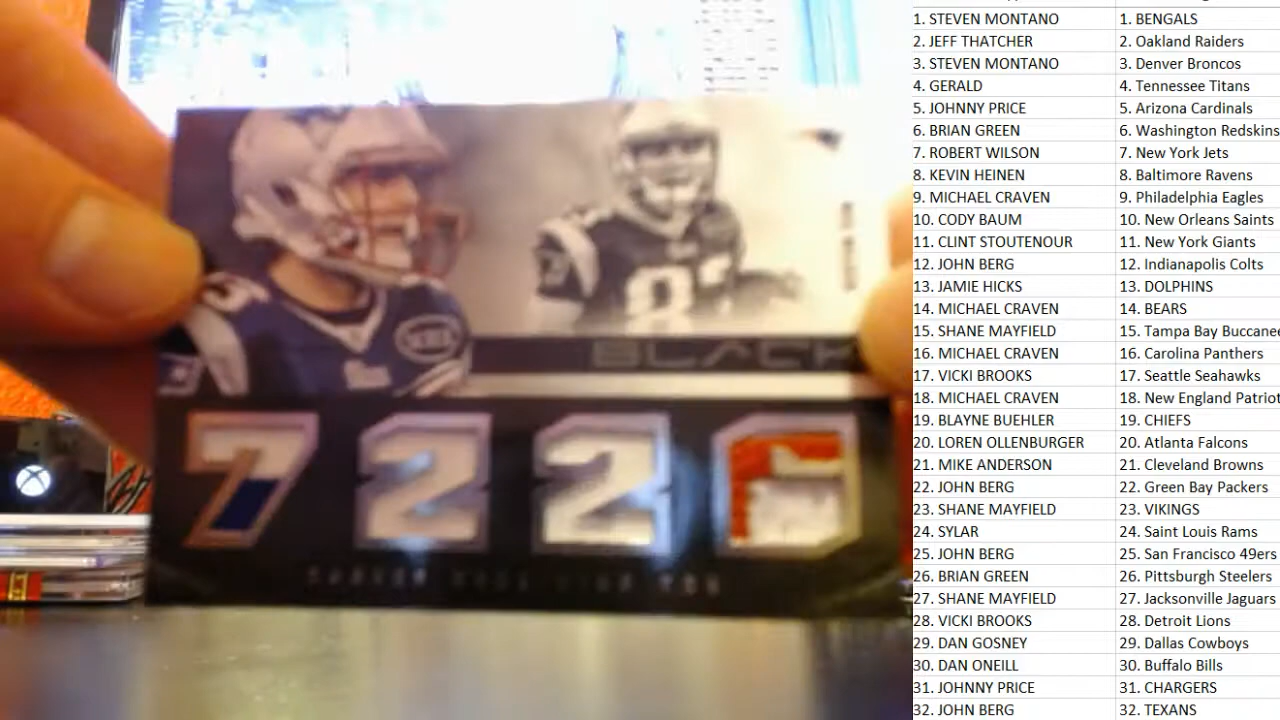 1. STEVEN MONTANO 1. BENGALS
2. JEFF THATCHER 2. Oakland Raiders
3. STEVEN MONTANO 3. Denver Broncos
4. GERALD 4. Tennessee Titans
5. JOHNNY PRICE 5. Arizona Cardinals
6. BRIAN GREEN 6. Washington Redskins
7. ROBERT WILSON 7. New York Jets
8. KEVIN HEINEN 8. Baltimore Ravens
9. MICHAEL CRAVEN 9. Philadelphia Eagles
10. CODY BAUM 10. New Orleans Saints
11. CLINT STOUTENOUR 11. New York Giants
12. JOHN BERG 12. Indianapolis Colts
13. JAMIE HICKS 13. DOLPHINS
14. MICHAEL CRAVEN 14. BEARS
15. SHANE MAYFIELD 15. Tampa Bay Buccanee
16. MICHAEL CRAVEN 16. Carolina Panthers
17. VICKI BROOKS 17. Seattle Seahawks
18. MICHAEL CRAVEN 18. New England Patriot
19. BLAYNE BUEHLER 19. CHIEFS
20. LOREN OLLENBURGER 20. Atlanta Falcons
21. MIKE ANDERSON 21. Cleveland Browns
22. JOHN BERG 22. Green Bay Packers
23. SHANE MAYFIELD 23. VIKINGS
24. SYLAR 24. Saint Louis Rams
25. JOHN BERG 25. San Francisco 49ers
26. BRIAN GREEN 26. Pittsburgh Steelers
27. SHANE MAYFIELD 27. Jacksonville Jaguars
28. VICKI BROOKS 28. Detroit Lions
29. DAN GOSNEY 29. Dallas Cowboys
30. DAN ONEILL 30. Buffalo Bills
31. JOHNNY PRICE 31. CHARGERS
32. JOHN BERG 32. TEXANS
BLACK
722